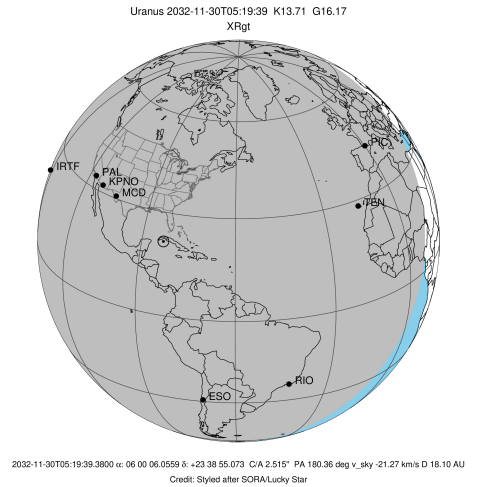 Uranus 2032-11-30T05:19:39 K13.71 G16.17
XRgt
IRTF
PAL
KPNO
MCD
PIC
TEN
RIO
ESO
2032-11-30T05:19:39.3800 α: 06 00 06.0559 δ: +23 38 55.073 C/A 2.515" PA 180.36 deg v_sky -21.27 km/s D 18.10 AU
Credit: Styled after SORA/Lucky Star